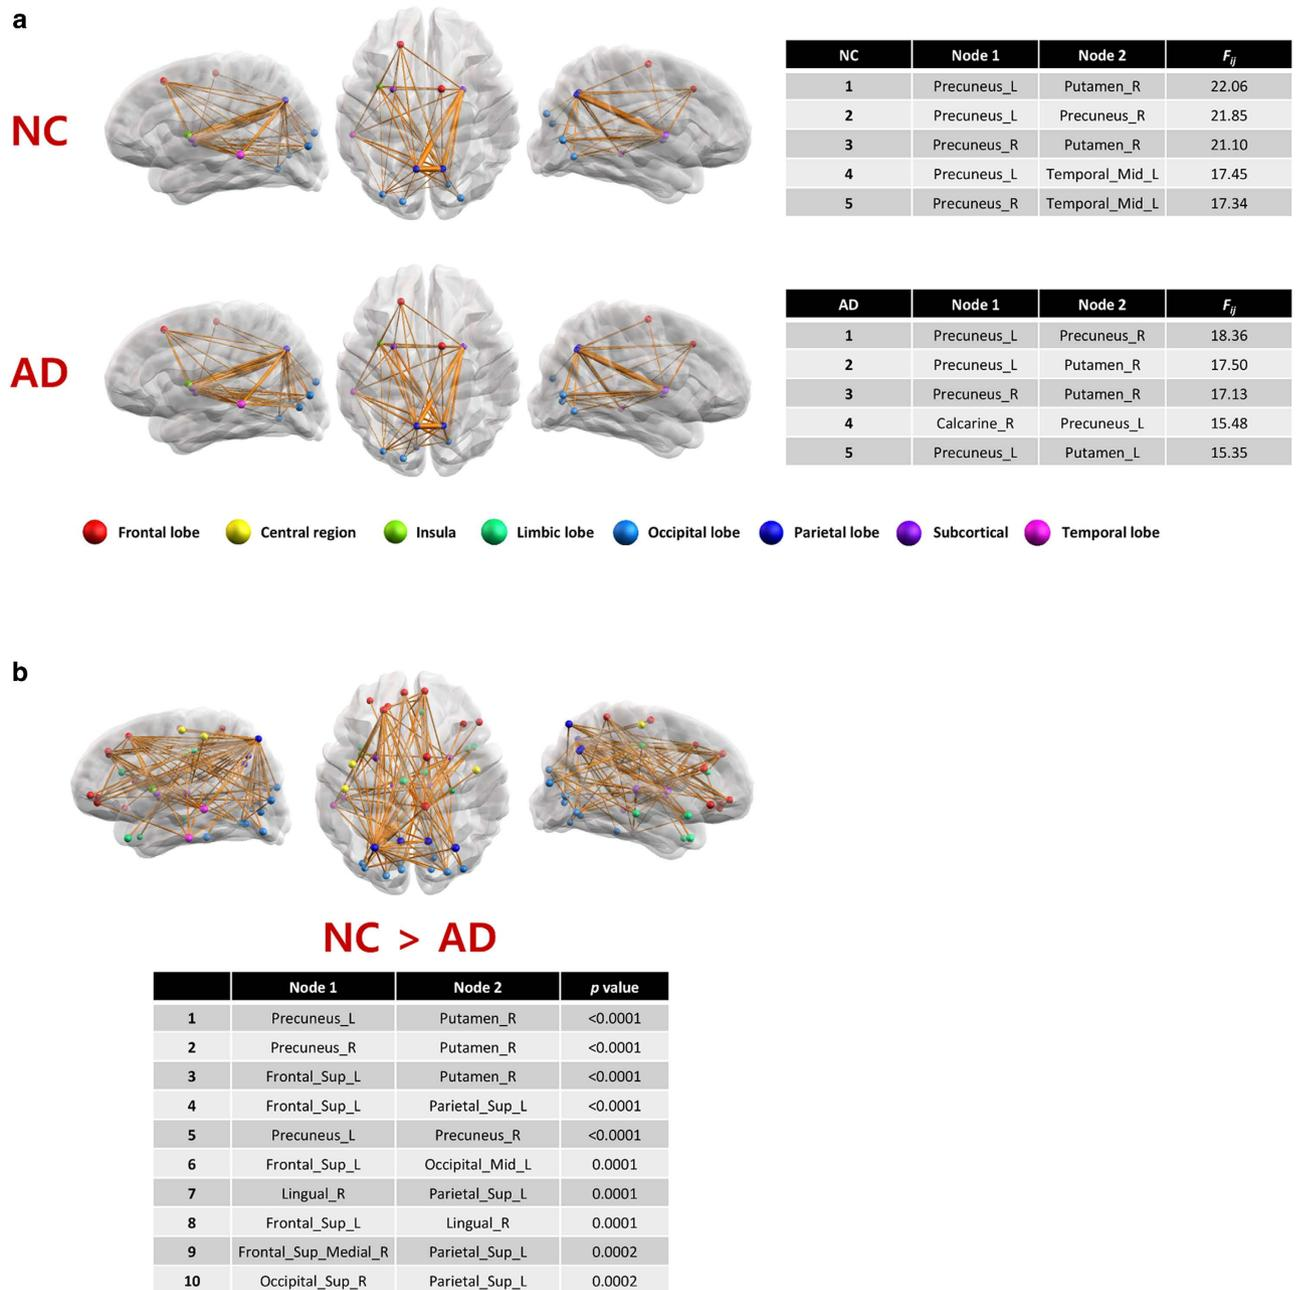 a
NC
NC Node 1 Node 2 Fij
1 Precuneus_L Putamen_R 22.06
2 Precuneus_L Precuneus_R 21.85
3 Precuneus_R Putamen_R 21.10
4 Precuneus_L Temporal_Mid_L 17.45
5 Precuneus_R Temporal_Mid_L 17.34
AD
AD Node 1 Node 2 Fij
1 Precuneus_L Precuneus_R 18.36
2 Precuneus_L Putamen_R 17.50
3 Precuneus_R Putamen_R 17.13
4 Calcarine_R Precuneus_L 15.48
5 Precuneus_L Putamen_L 15.35
Frontal lobe Central region Insula Limbic lobe Occipital lobe Parietal lobe Subcortical Temporal lobe
b
NC > AD
Node 1 Node 2 p value
1 Precuneus_L Putamen_R <0.0001
2 Precuneus_R Putamen_R <0.0001
3 Frontal_Sup_L Putamen_R <0.0001
4 Frontal_Sup_L Parietal_Sup_L <0.0001
5 Precuneus_L Precuneus_R <0.0001
6 Frontal_Sup_L Occipital_Mid_L 0.0001
7 Lingual_R Parietal_Sup_L 0.0001
8 Frontal_Sup_L Lingual_R 0.0001
9 Frontal_Sup_Medial_R Parietal_Sup_L 0.0002
10 Occipital_Sup_R Parietal_Sup_L 0.0002